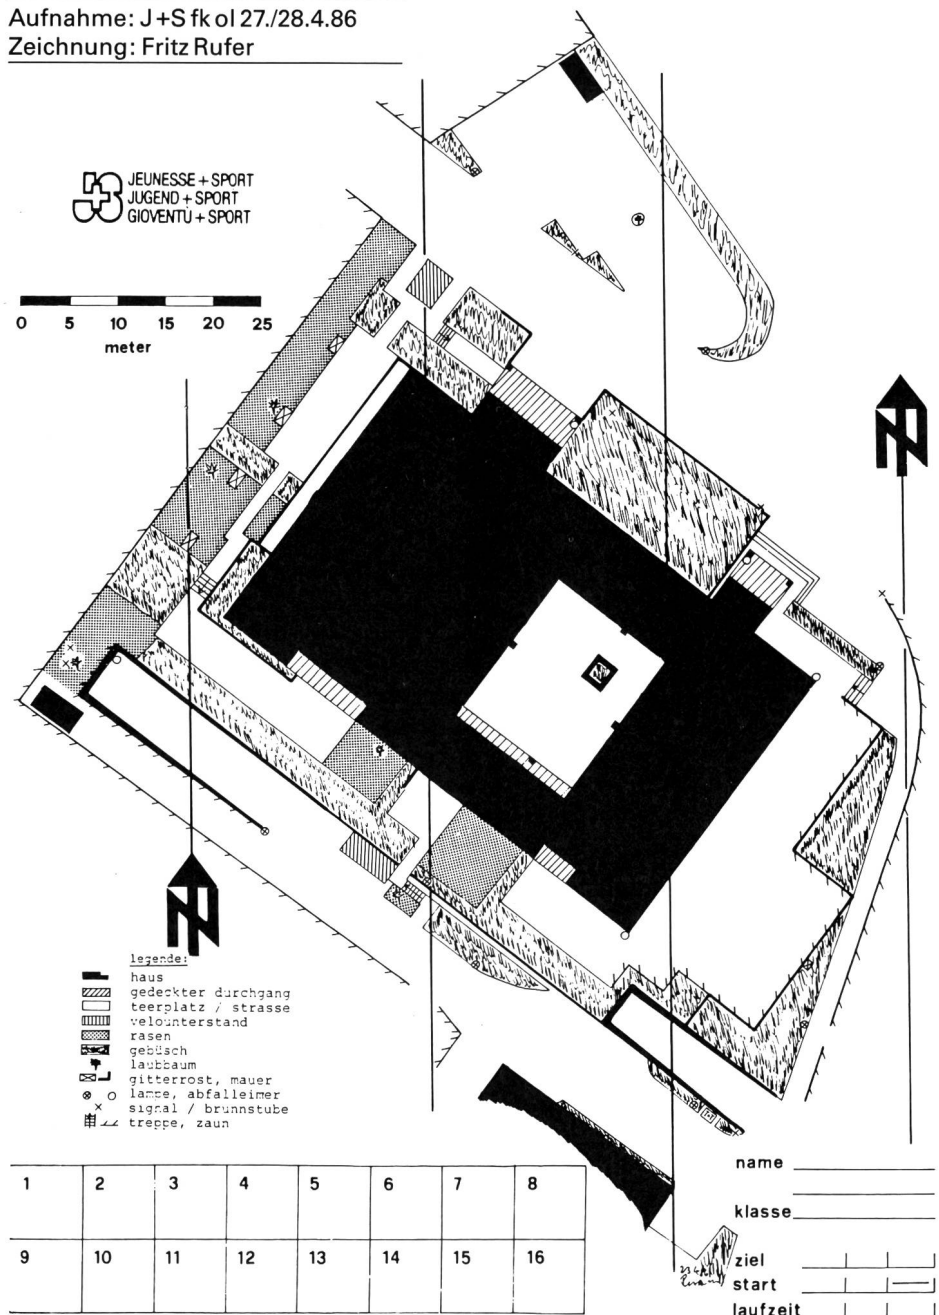 Aufnahme: J+S fk ol 27./28.4.86
Zeichnung: Fritz Rufer
JEUNESSE + SPORT
JUGEND + SPORT
GIOVENTÙ + SPORT
0 5 10 15 20 25
meter
N
N
legende:
haus
gedeckter durchgang
teerplatz / strasse
velounterstand
rasen
gebüsch
laubbaum
gitterrost, mauer
lampe, abfalleimer
signal / brunnstube
treppe, zaun
1 2 3 4 5 6 7 8
9 10 11 12 13 14 15 16
name
klasse
ziel
start
laufzeit